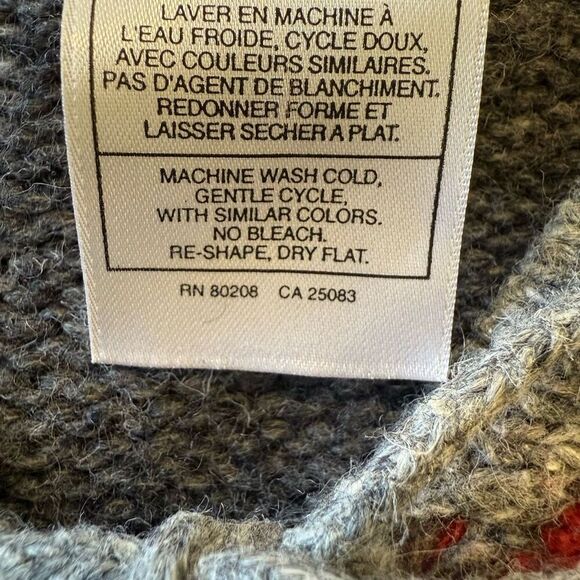 LAVER EN MACHINE À
L'EAU FROIDE, CYCLE DOUX,
AVEC COULEURS SIMILAIRES.
PAS D'AGENT DE BLANCHIMENT.
REDONNER FORME ET
LAISSER SECHER A PLAT.
MACHINE WASH COLD,
GENTLE CYCLE,
WITH SIMILAR COLORS.
NO BLEACH.
RE-SHAPE, DRY FLAT.
RN 80208 CA 25083